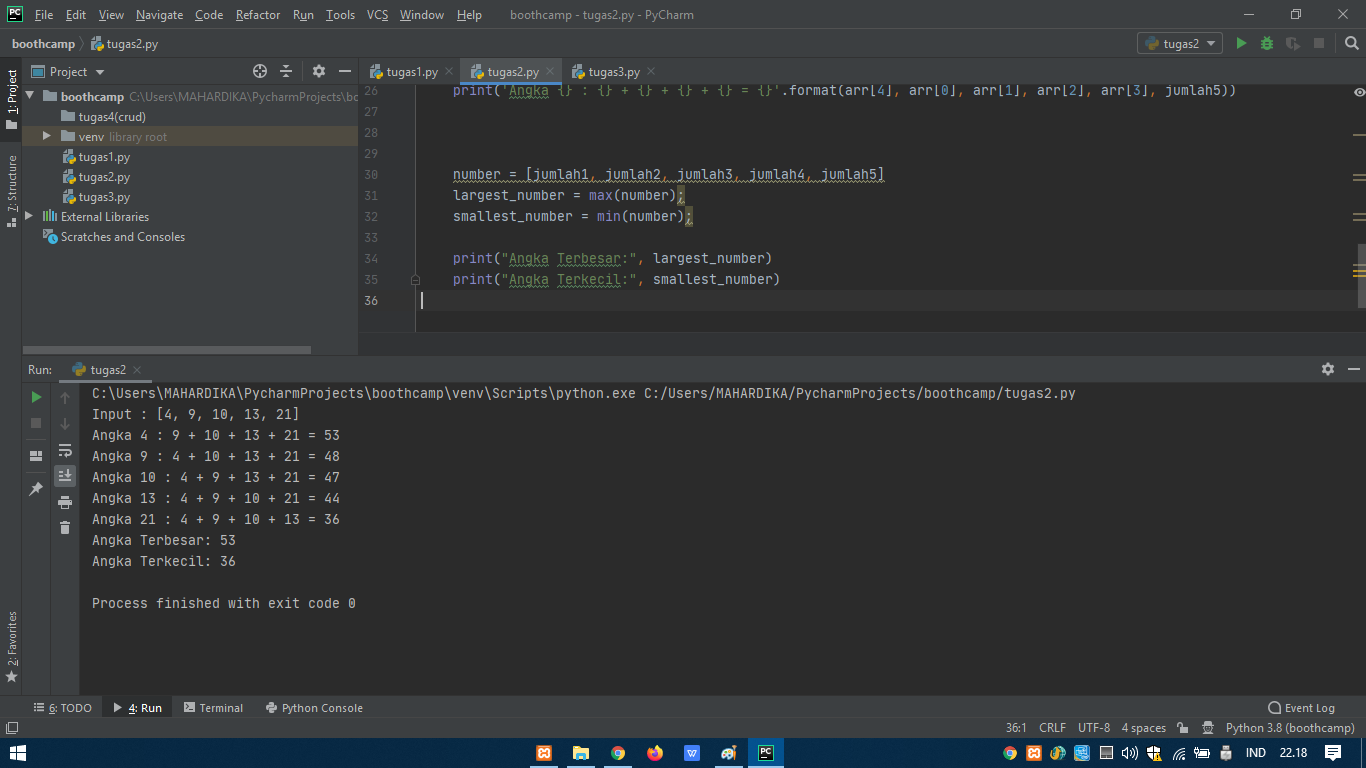 PC File Edit View Navigate Code Refactor Run Tools VCS Window Help boothcamp - tugas2.py - PyCharm
boothcamp tugas2.py tugas2
1: Project
7: Structure
2: Favorites
Project
boothcamp C:\Users\MAHARDIKA\PycharmProjects\bo
tugas4(crud)
venv library root
tugas1.py
tugas2.py
tugas3.py
External Libraries
Scratches and Consoles
tugas1.py tugas2.py tugas3.py
26 print('Angka {} : {} + {} + {} + {} = {}'.format(arr[4], arr[0], arr[1], arr[2], arr[3], jumlah5))
27
28
29
30 number = [jumlah1, jumlah2, jumlah3, jumlah4, jumlah5]
31 largest_number = max(number);
32 smallest_number = min(number);
33
34 print("Angka Terbesar:", largest_number)
35 print("Angka Terkecil:", smallest_number)
36
Run: tugas2
C:\Users\MAHARDIKA\PycharmProjects\boothcamp\venv\Scripts\python.exe C:/Users/MAHARDIKA/PycharmProjects/boothcamp/tugas2.py
Input : [4, 9, 10, 13, 21]
Angka 4 : 9 + 10 + 13 + 21 = 53
Angka 9 : 4 + 10 + 13 + 21 = 48
Angka 10 : 4 + 9 + 13 + 21 = 47
Angka 13 : 4 + 9 + 10 + 21 = 44
Angka 21 : 4 + 9 + 10 + 13 = 36
Angka Terbesar: 53
Angka Terkecil: 36
Process finished with exit code 0
6: TODO 4: Run Terminal Python Console Event Log
36:1 CRLF UTF-8 4 spaces Python 3.8 (boothcamp)
W PC IND 22.18